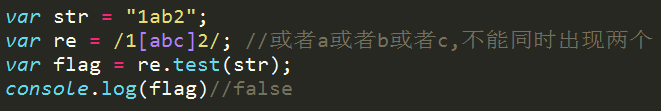 var str = "1ab2";
var re = /1[abc]2/; //或者a或者b或者c,不能同时出现两个
var flag = re.test(str);
console.log(flag)//false